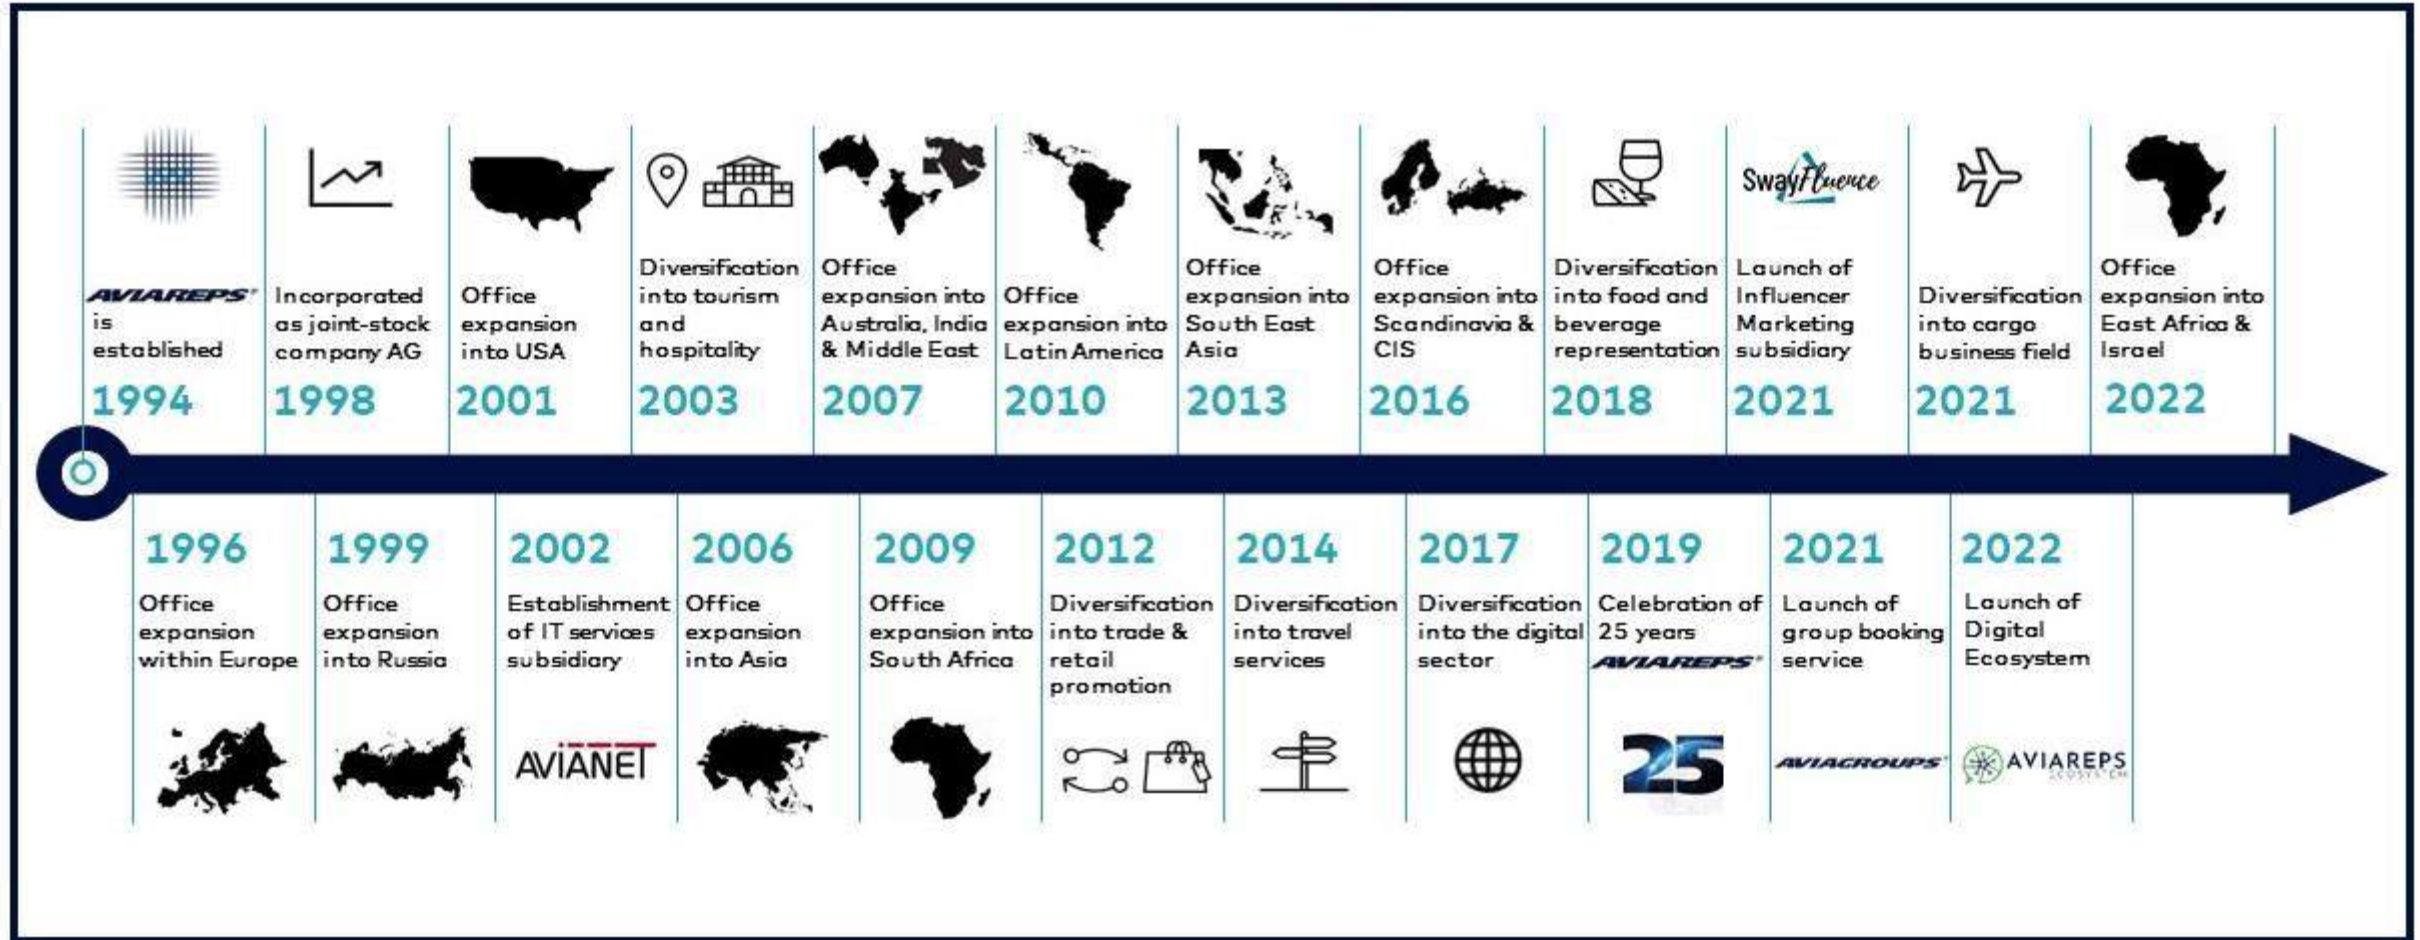 AVIAREPS®
is
established
1994
Incorporated
as joint-stock
company AG
1998
Office
expansion
into USA
2001
Diversification
into tourism
and
hospitality
2003
Office
expansion into
Australia, India
& Middle East
2007
Office
expansion into
Latin America
2010
Office
expansion into
South East
Asia
2013
Office
expansion into
Scandinavia &
CIS
2016
Diversification
into food and
beverage
representation
2018
SwayFluence
Launch of
Influencer
Marketing
subsidiary
2021
Diversification
into cargo
business field
2021
Office
expansion into
East Africa &
Israel
2022
1996
Office
expansion
within Europe
1999
Office
expansion
into Russia
2002
Establishment
of IT services
subsidiary
AVIANET
2006
Office
expansion
into Asia
2009
Office
expansion into
South Africa
2012
Diversification
into trade &
retail
promotion
2014
Diversification
into travel
services
2017
Diversification
into the digital
sector
2019
Celebration of
25 years
AVIAREPS®
25
2021
Launch of
group booking
service
AVIAGROUPS®
2022
Launch of
Digital
Ecosystem
AVIAREPS
ECOSYSTEM